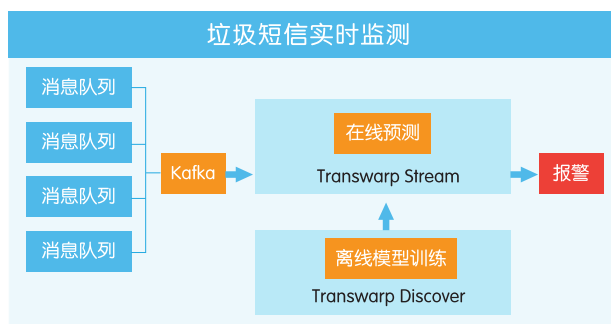 垃圾短信实时监测
消息队列
消息队列
消息队列
消息队列
Kafka
在线预测
Transwarp Stream
报警
离线模型训练
Transwarp Discover